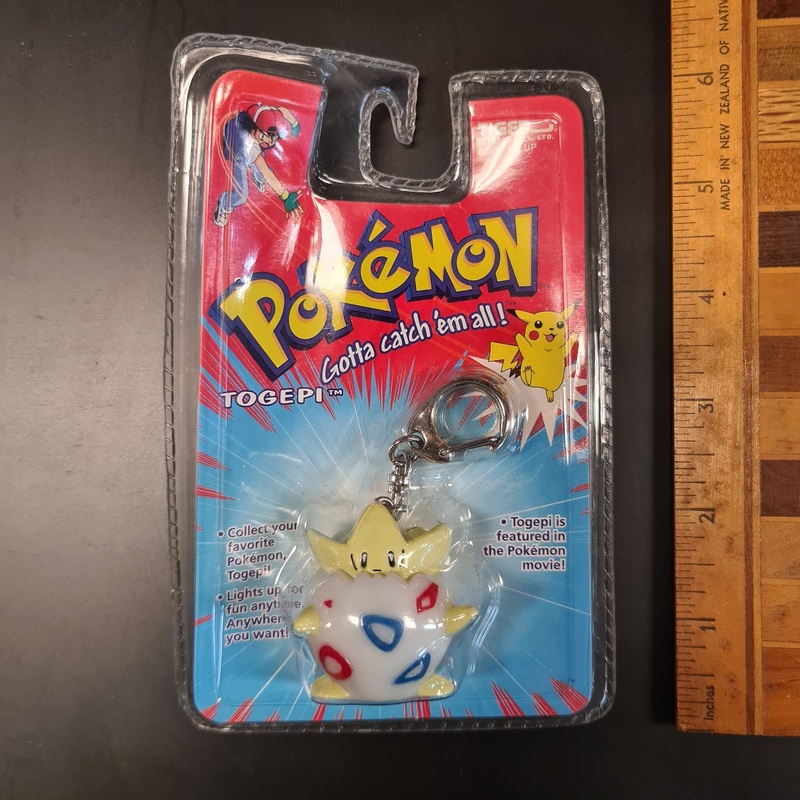 LTD.
UP
POKéMON
Gotta catch 'em all!
TOGEPI™
• Collect your
favorite
Pokémon,
Togepi!
• Lights up for
fun anytime.
Anywhere
you want!
• Togepi is
featured in
the Pokémon
movie!
6
5
4
3
2
1
Inches
MADE IN NEW ZEALAND OF NATIV